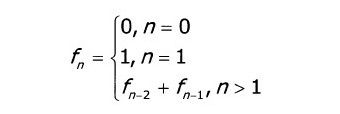 0, n = 0
fₙ = { 1, n = 1
fₙ₋₂ + fₙ₋₁, n > 1